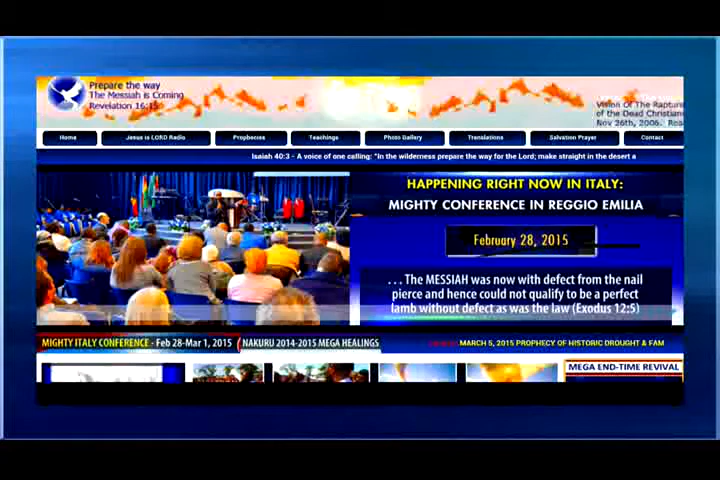 Prepare the way
The Messiah is Coming
Revelation 16:15
Vision Of The Rapture
of the Dead Christian
Nov 26th, 2006.
Home
Jesus is LORD Radio
Prophecies
Teachings
Photo Gallery
Translations
Salvation Prayer
Contact
Isaiah 40:3 - A voice of one calling: "In the wilderness prepare the way for the Lord; make straight in the desert a
HAPPENING RIGHT NOW IN ITALY:
MIGHTY CONFERENCE IN REGGIO EMILIA
February 28, 2015
. . . The MESSIAH was now with defect from the nail
pierce and hence could not qualify to be a perfect
lamb without defect as was the law (Exodus 12:5)
MIGHTY ITALY CONFERENCE - Feb 28-Mar 1, 2015
NAKURU 2014-2015 MEGA HEALINGS
MARCH 5, 2015 PROPHECY OF HISTORIC DROUGHT & FAM
MEGA END-TIME REVIVAL